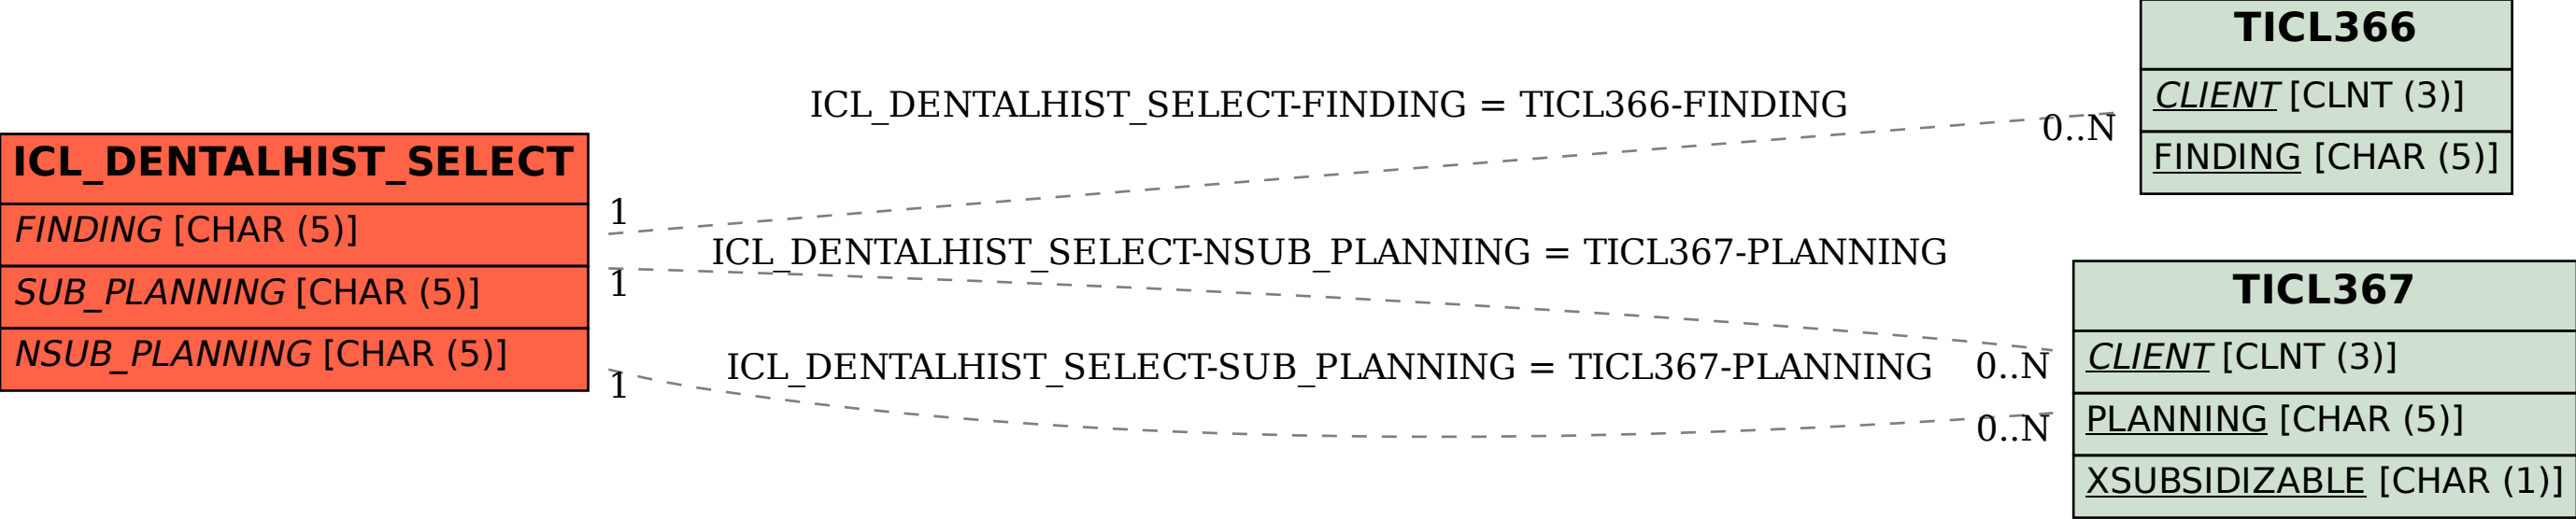 ICL_DENTALHIST_SELECT
FINDING [CHAR (5)]
SUB_PLANNING [CHAR (5)]
NSUB_PLANNING [CHAR (5)]
ICL_DENTALHIST_SELECT-FINDING = TICL366-FINDING
1
0..N
ICL_DENTALHIST_SELECT-NSUB_PLANNING = TICL367-PLANNING
1
0..N
ICL_DENTALHIST_SELECT-SUB_PLANNING = TICL367-PLANNING
1
0..N
TICL366
CLIENT [CLNT (3)]
FINDING [CHAR (5)]
TICL367
CLIENT [CLNT (3)]
PLANNING [CHAR (5)]
XSUBSIDIZABLE [CHAR (1)]